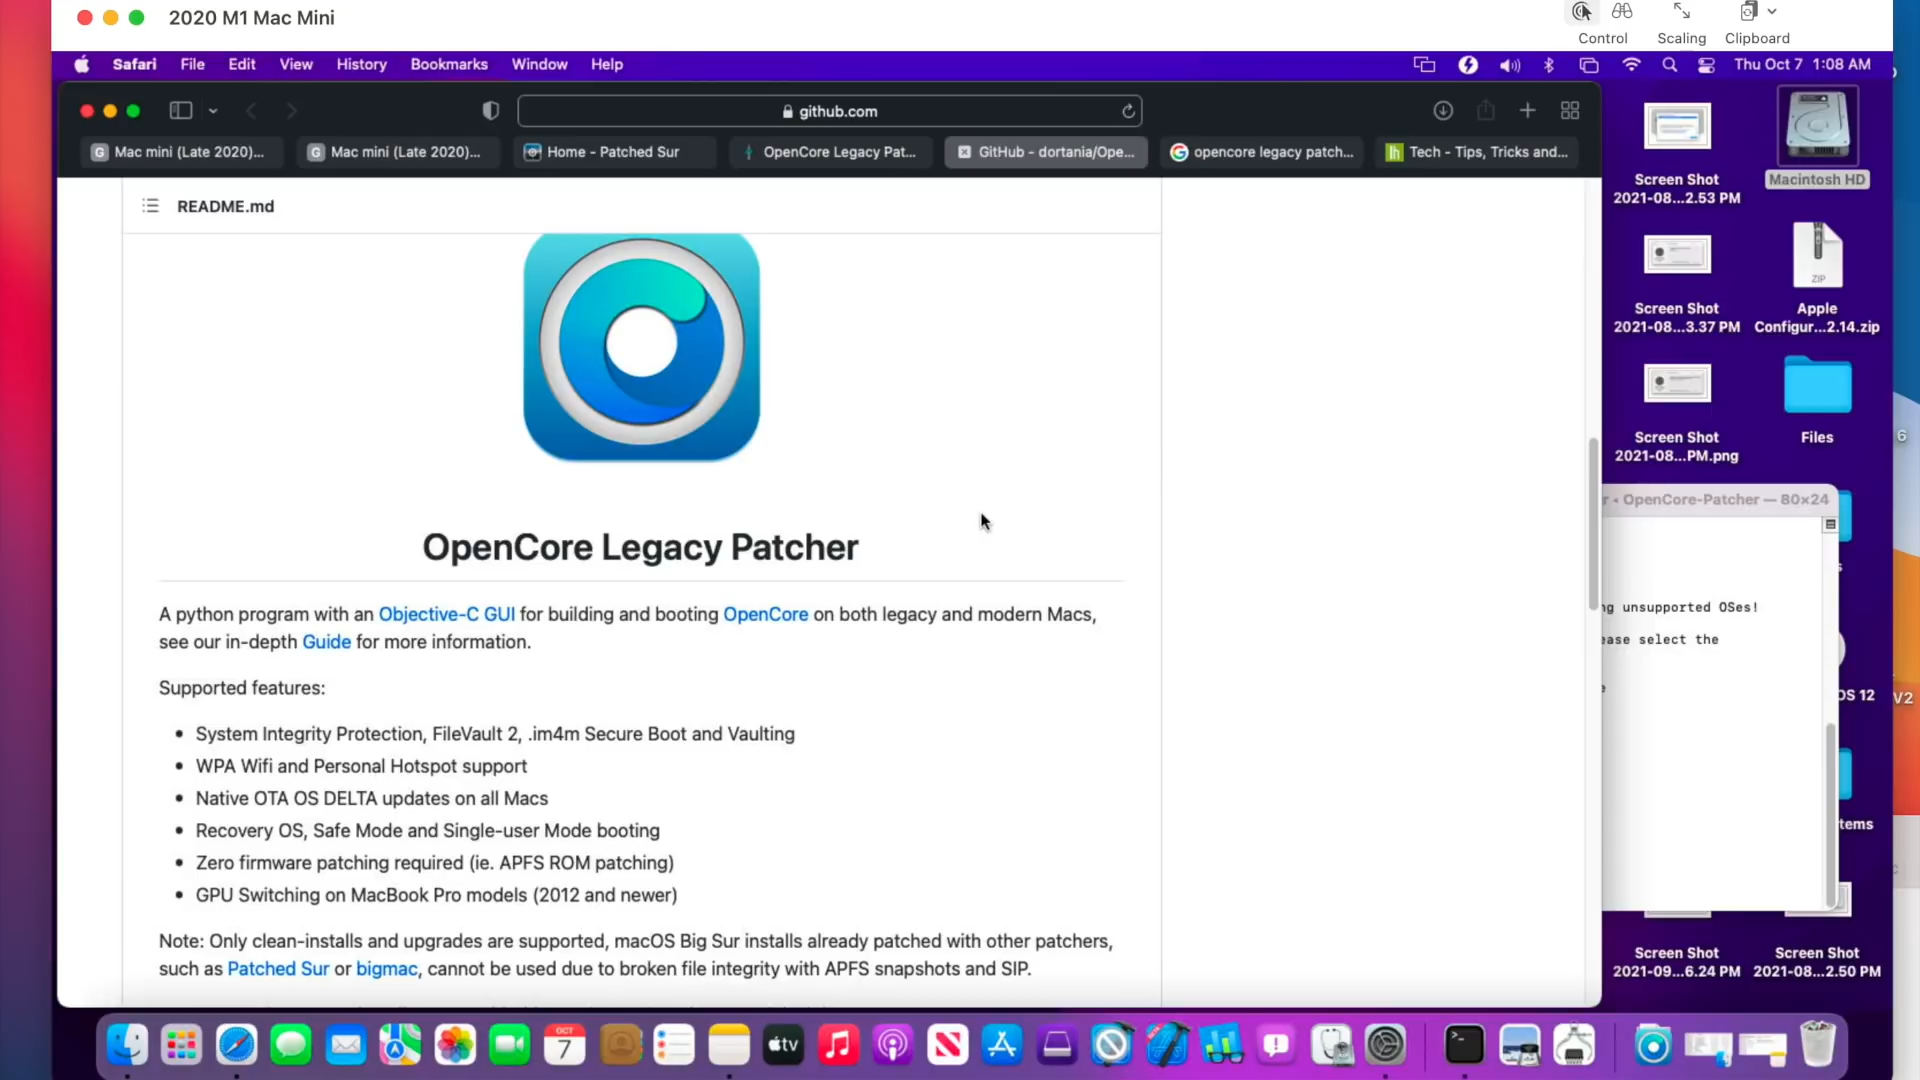 2020 M1 Mac Mini
Control
Scaling
Clipboard
Safari File Edit View History Bookmarks Window Help
Thu Oct 7 1:08 AM
github.com
Mac mini (Late 2020)...
Mac mini (Late 2020)...
Home - Patched Sur
OpenCore Legacy Pat...
GitHub - dortania/Ope...
opencore legacy patch...
Tech - Tips, Tricks and...
README.md
OpenCore Legacy Patcher
A python program with an Objective-C GUI for building and booting OpenCore on both legacy and modern Macs,
see our in-depth Guide for more information.
Supported features:
System Integrity Protection, FileVault 2, .im4m Secure Boot and Vaulting
WPA Wifi and Personal Hotspot support
Native OTA OS DELTA updates on all Macs
Recovery OS, Safe Mode and Single-user Mode booting
Zero firmware patching required (ie. APFS ROM patching)
GPU Switching on MacBook Pro models (2012 and newer)
Note: Only clean-installs and upgrades are supported, macOS Big Sur installs already patched with other patchers,
such as Patched Sur or bigmac, cannot be used due to broken file integrity with APFS snapshots and SIP.
Screen Shot
2021-08...2.53 PM
Macintosh HD
Screen Shot
2021-08...3.37 PM
ZIP
Apple
Configur...2.14.zip
Screen Shot
2021-08...PM.png
Files
6
r • OpenCore-Patcher — 80×24
ng unsupported OSes!
ease select the
e
OS 12
V2
tems
Screen Shot
2021-09...6.24 PM
Screen Shot
2021-08...2.50 PM
OCT
7
tv